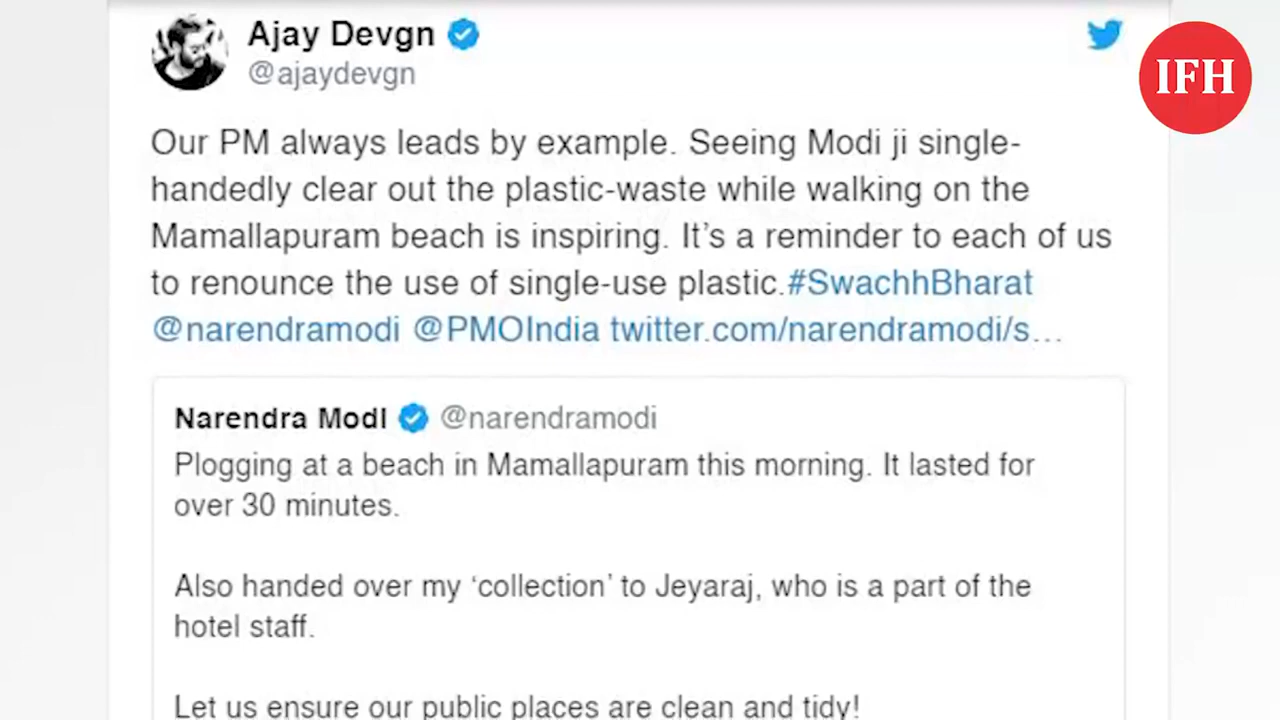 Ajay Devgn
@ajaydevgn
IFH
Our PM always leads by example. Seeing Modi ji single-
handedly clear out the plastic-waste while walking on the
Mamallapuram beach is inspiring. It’s a reminder to each of us
to renounce the use of single-use plastic.#SwachhBharat
@narendramodi @PMOIndia twitter.com/narendramodi/s…
Narendra Modi @narendramodi
Plogging at a beach in Mamallapuram this morning. It lasted for
over 30 minutes.
Also handed over my ‘collection’ to Jeyaraj, who is a part of the
hotel staff.
Let us ensure our public places are clean and tidy!